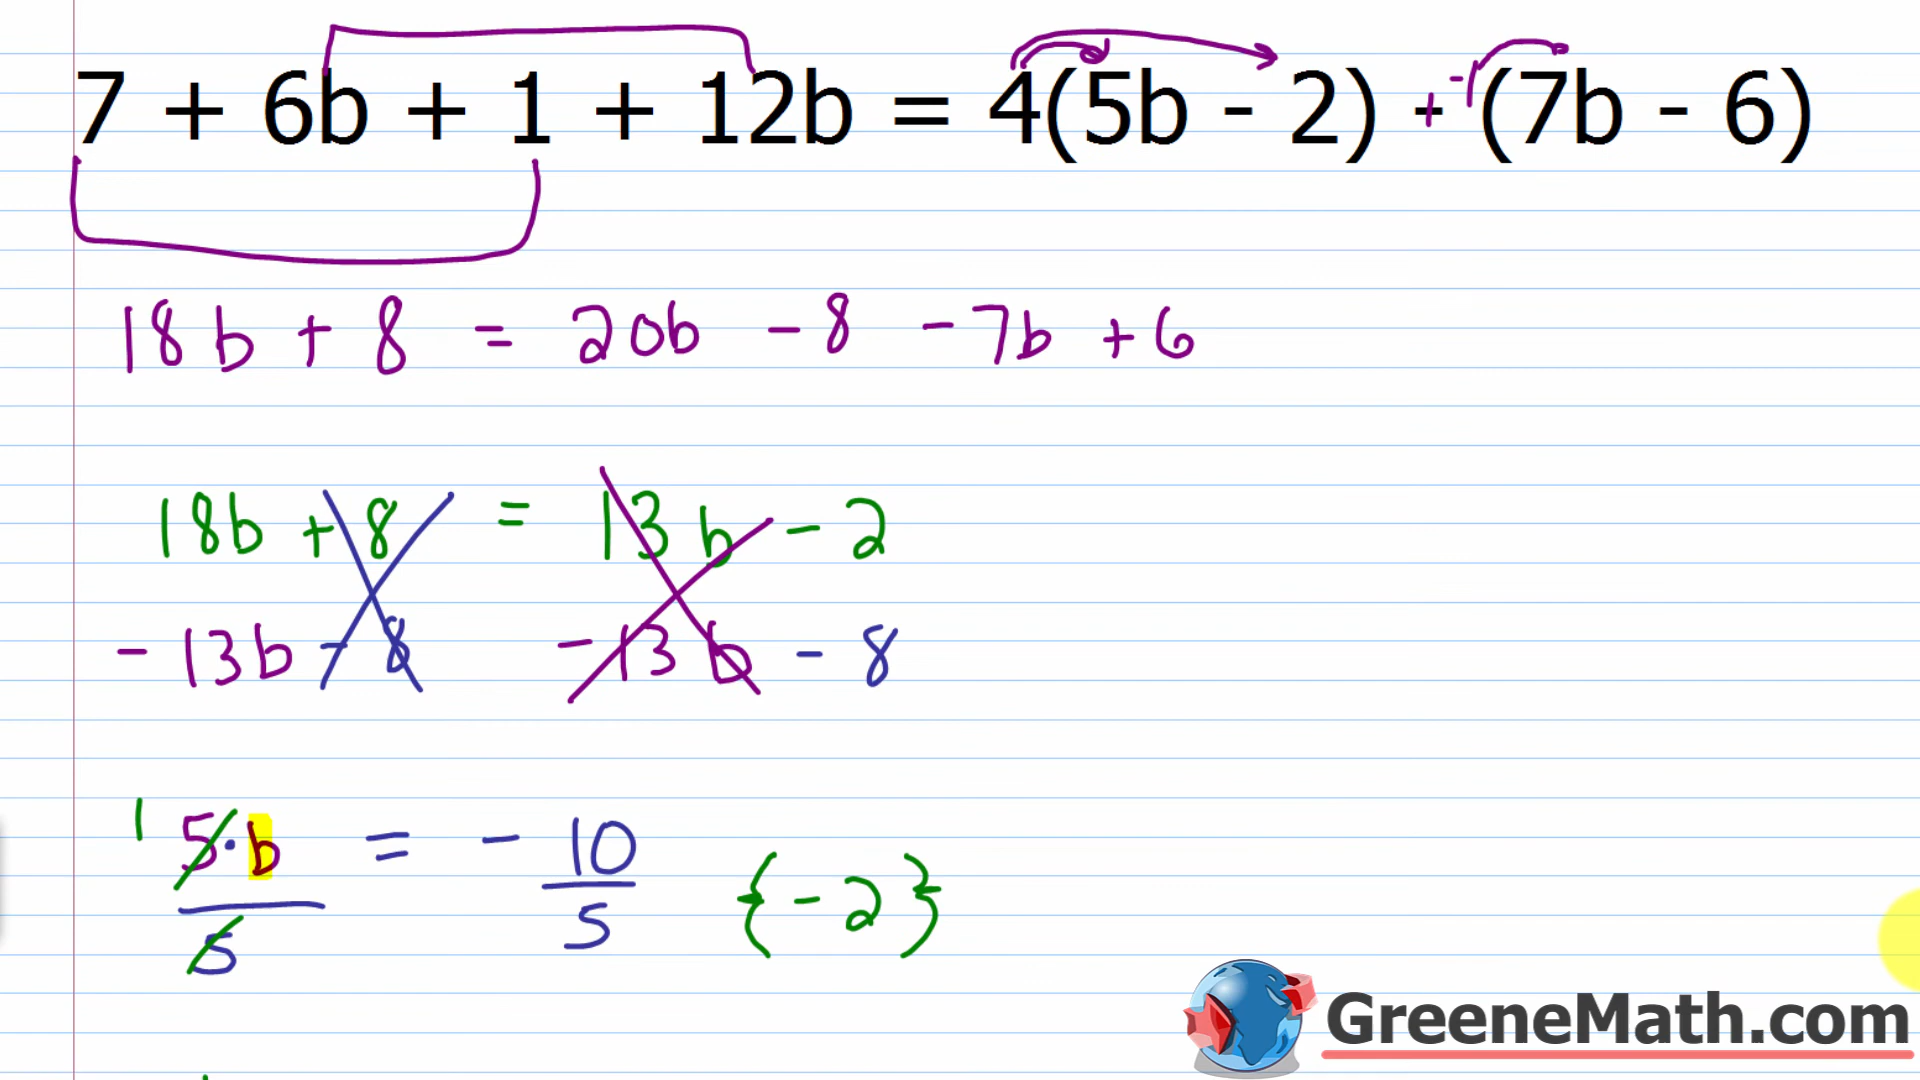 7 + 6b + 1 + 12b = 4(5b - 2) + -1(7b - 6)
18b + 8 = 20b - 8 - 7b + 6
18b + 8 = 13b - 2
- 13b - 8 - 13b - 8
1 5·b = - 10 {-2}
5 5
GreeneMath.com